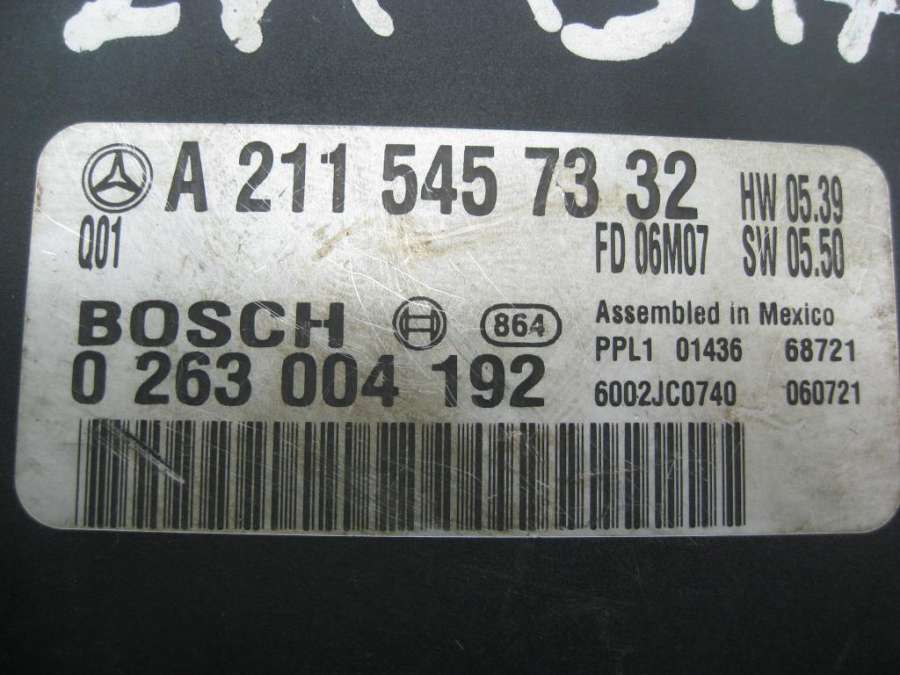 A 211 545 73 32
HW 05.39
Q01
FD 06M07
SW 05.50
BOSCH
864
Assembled in Mexico
0 263 004 192
PPL1 01436 68721
6002JC0740 060721